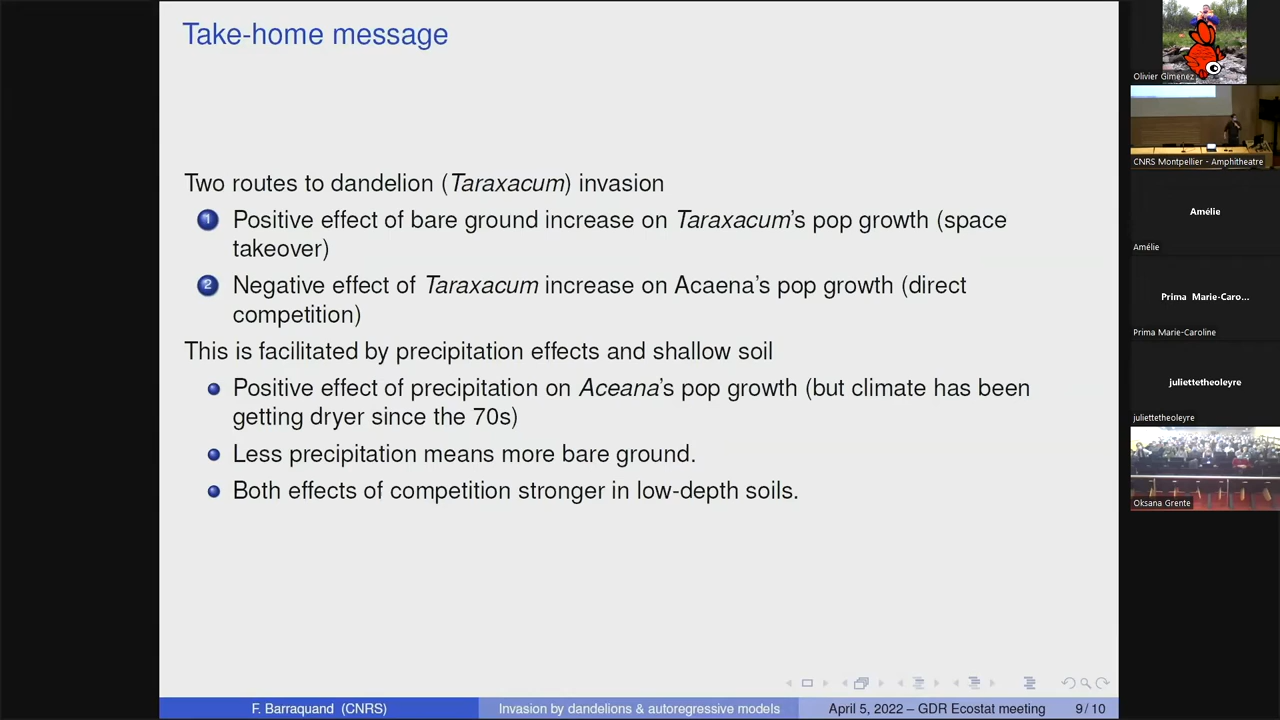 Take-home message
Two routes to dandelion (Taraxacum) invasion
1 Positive effect of bare ground increase on Taraxacum's pop growth (space
takeover)
2 Negative effect of Taraxacum increase on Acaena's pop growth (direct
competition)
This is facilitated by precipitation effects and shallow soil
Positive effect of precipitation on Aceana's pop growth (but climate has been
getting dryer since the 70s)
Less precipitation means more bare ground.
Both effects of competition stronger in low-depth soils.
F. Barraquand (CNRS)
Invasion by dandelions & autoregressive models
April 5, 2022 – GDR Ecostat meeting
9 / 10
Olivier Gimenez
CNRS Montpellier - Amphitheatre
Amélie
Amélie
Prima Marie-Caro...
Prima Marie-Caroline
juliettetheoleyre
juliettetheoleyre
Oksana Grente